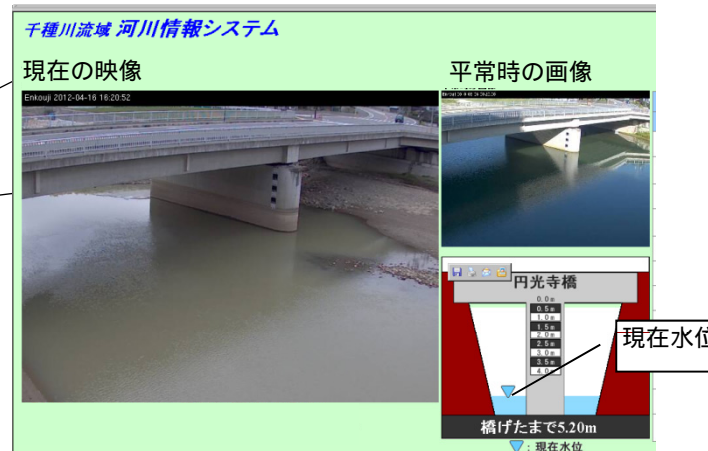 千種川流域 河川情報システム
現在の映像
平常時の画像
Enkouji 2012-04-16 16:20:52
円光寺橋
0.0m
0.5m
1.0m
1.5m
2.0m
2.5m
3.0m
3.5m
4.0
現在水位
橋げたまで5.20m
:現在水位